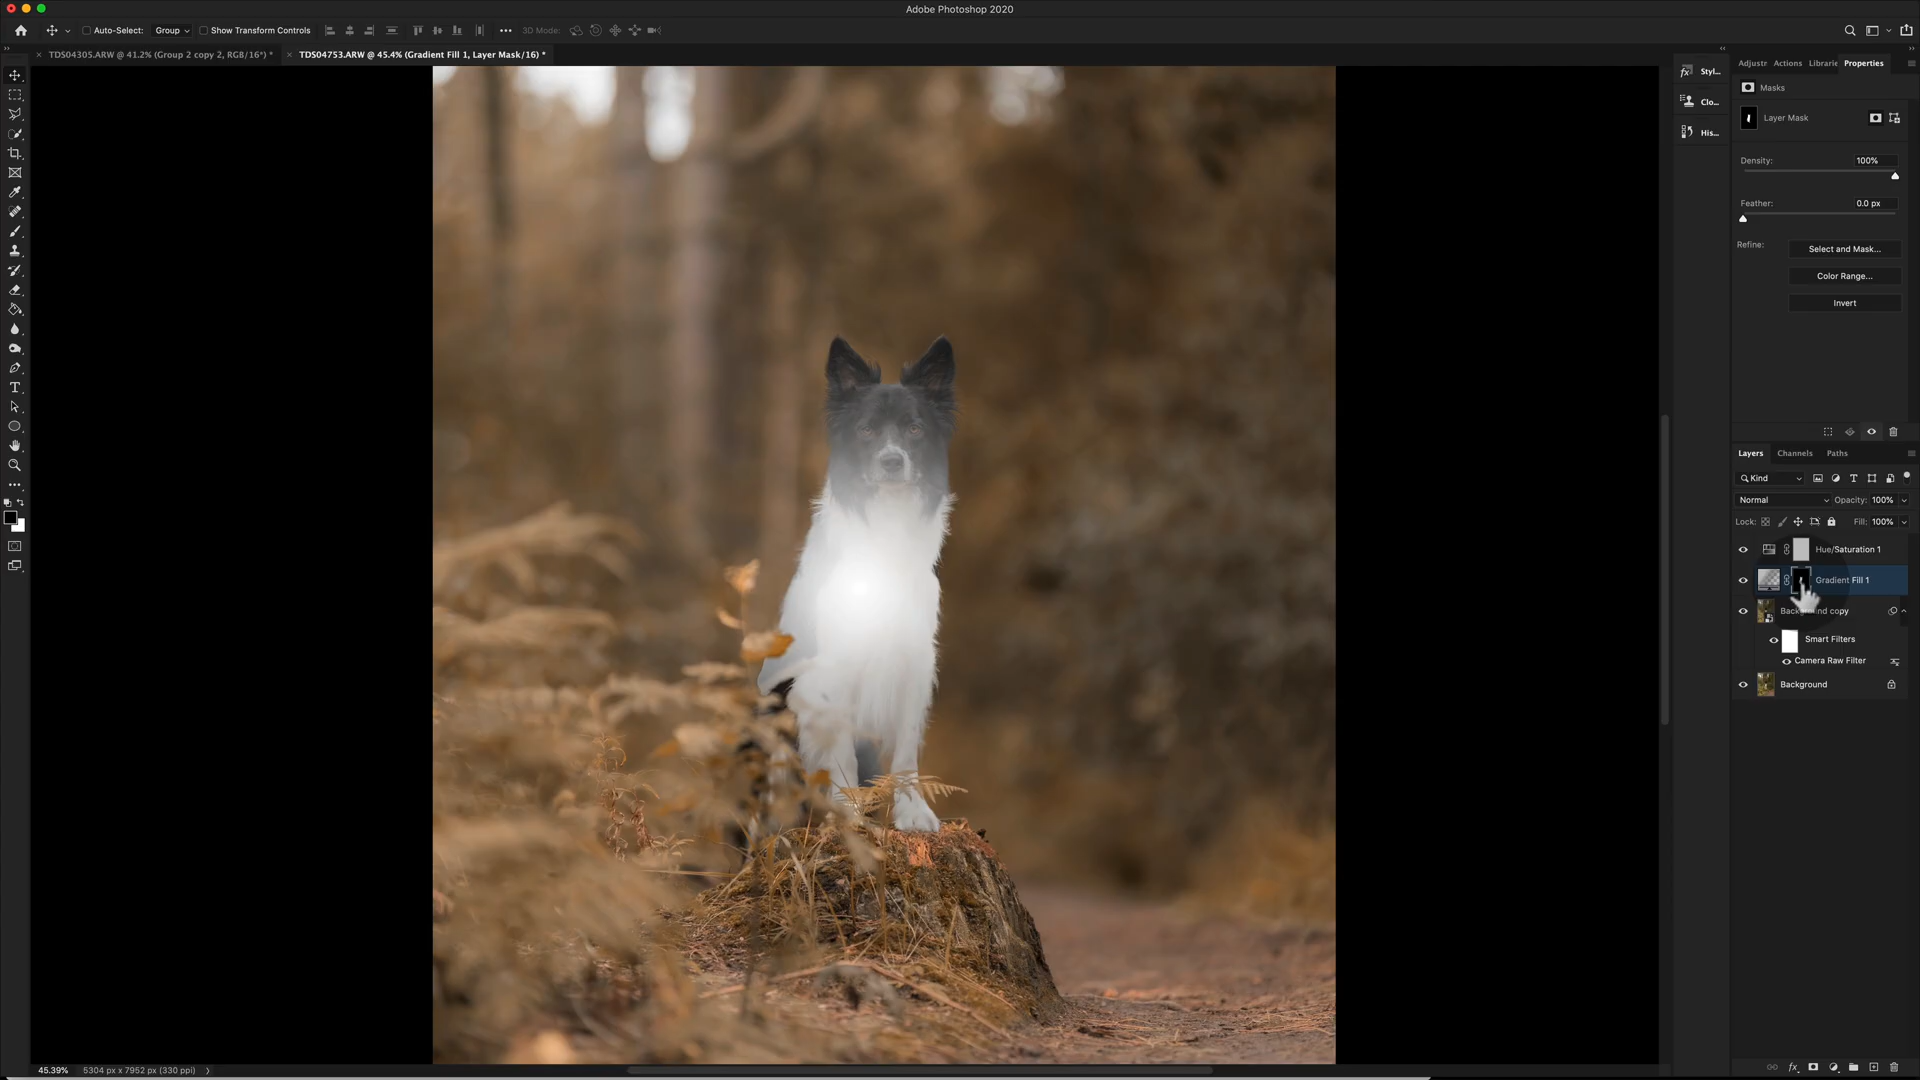 Adobe Photoshop 2020
Auto-Select: Group Show Transform Controls 3D Mode:
TDS04305.ARW @ 41.2% (Group 2 copy 2, RGB/16*) * TDS04753.ARW @ 45.4% (Gradient Fill 1, Layer Mask/16) *
Styl...
Clo...
His...
Adjustr Actions Librarie Properties
Masks
Layer Mask
Density: 100%
Feather: 0.0 px
Refine: Select and Mask...
Color Range...
Invert
Layers Channels Paths
Kind
Normal Opacity: 100%
Lock: Fill: 100%
Hue/Saturation 1
Gradient Fill 1
Background copy
Smart Filters
Camera Raw Filter
Background
45.39% 5304 px x 7952 px (330 ppi)